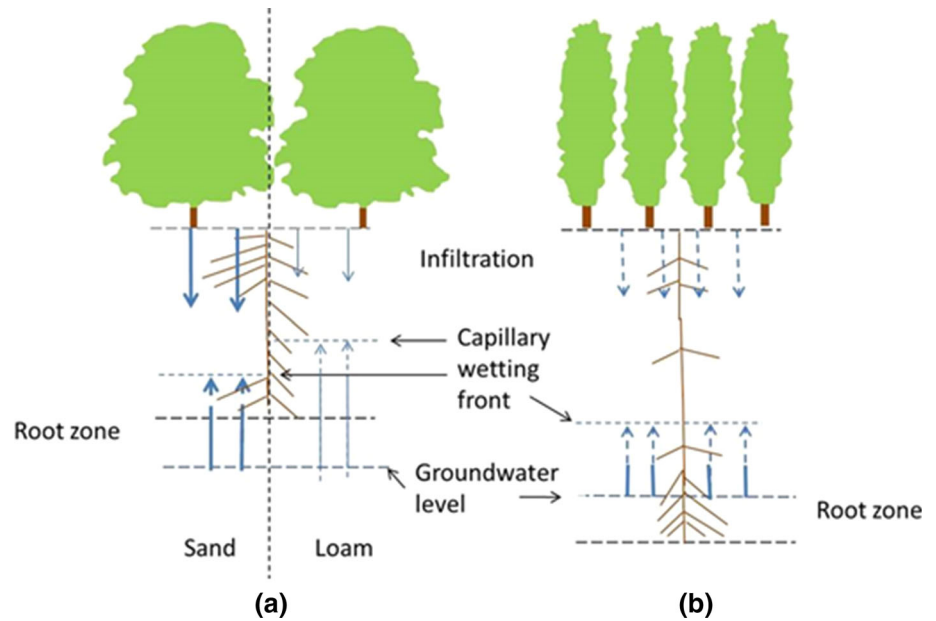 Infiltration
Capillary
wetting
front
Root zone
Groundwater
level
Root zone
Sand
Loam
(a)
(b)